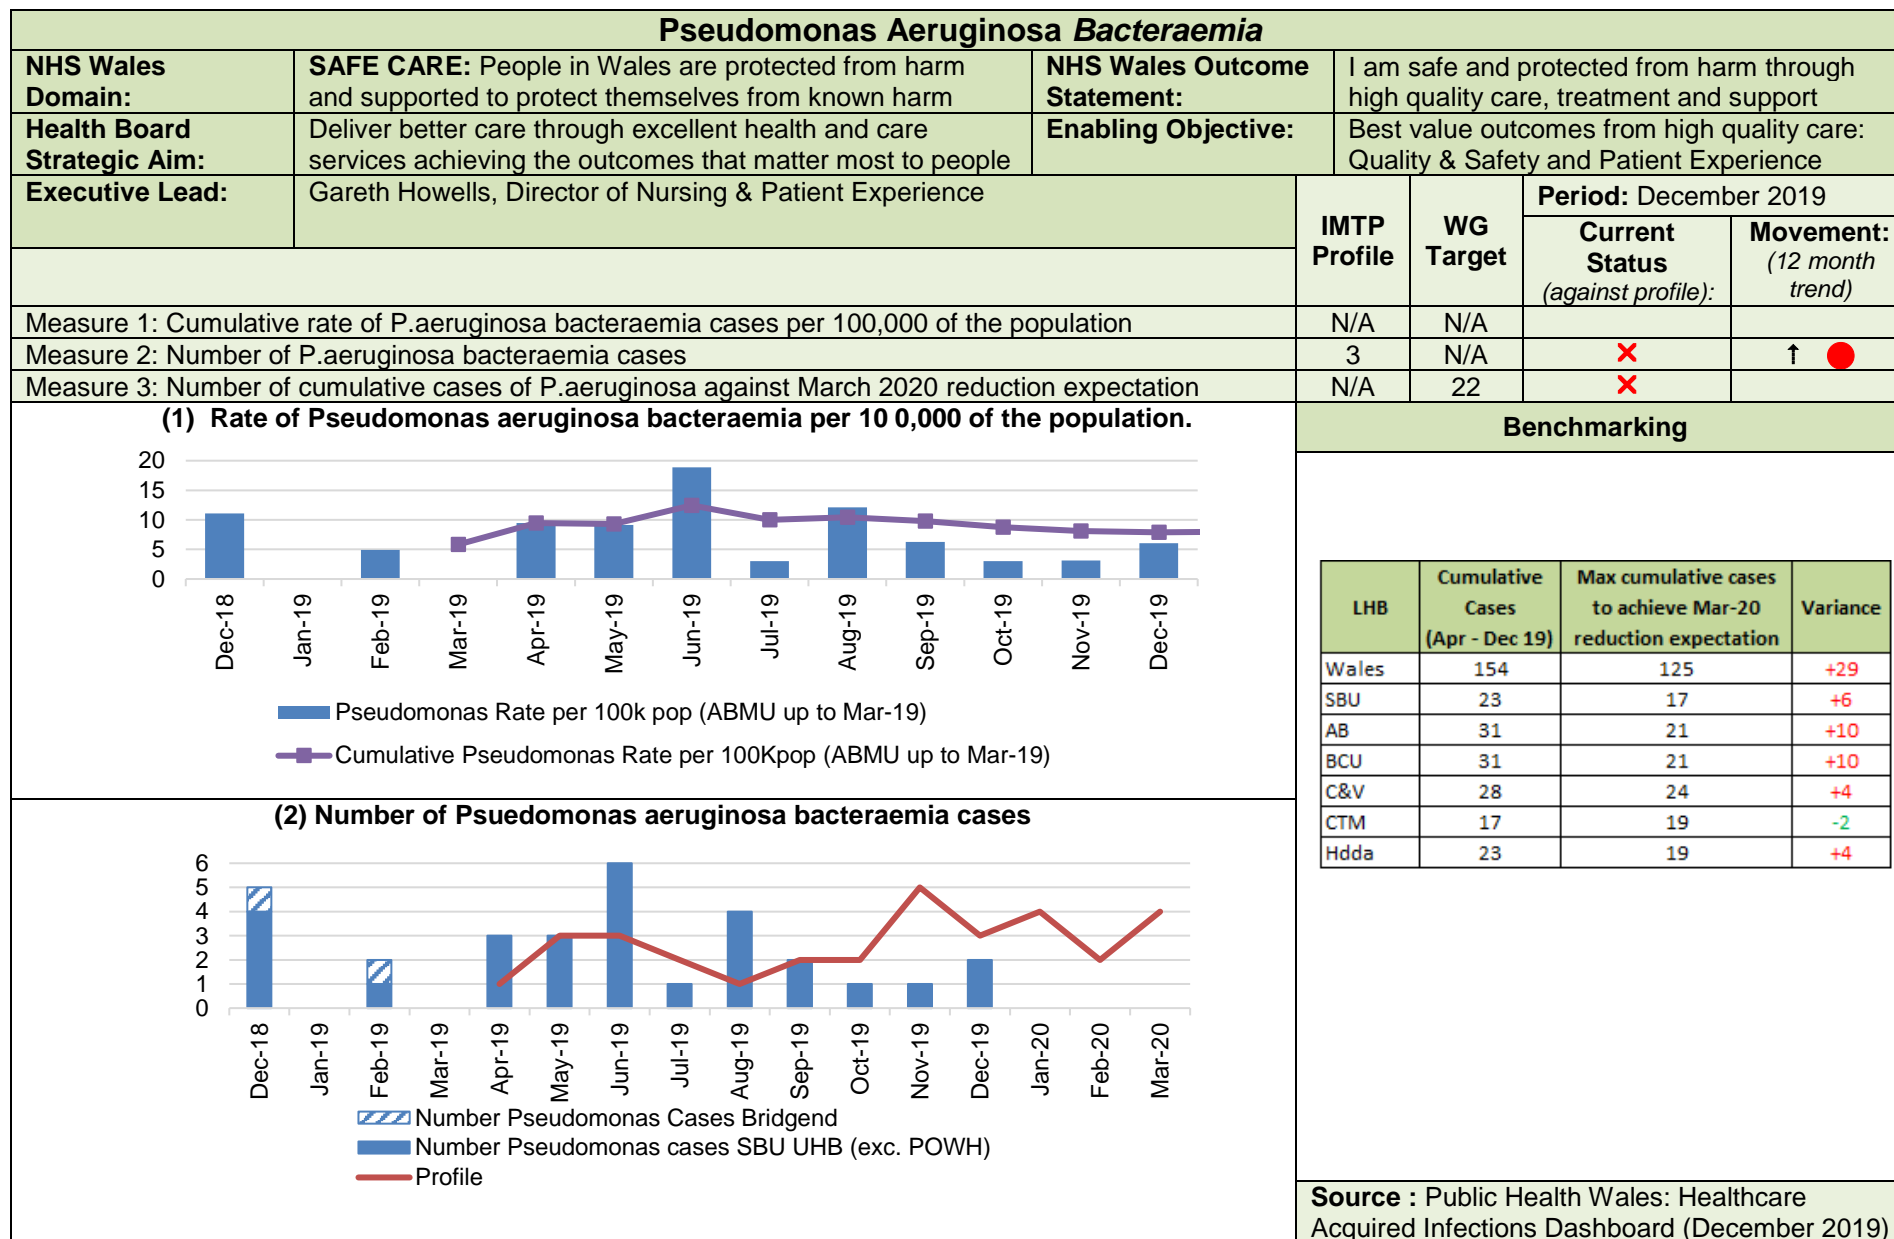 Pseudomonas Aeruginosa Bacteraemia
NHS Wales
Domain:
SAFE CARE: People in Wales are protected from harm
and supported to protect themselves from known harm
NHS Wales Outcome
Statement:
I am safe and protected from harm through
high quality care, treatment and support
Health Board
Strategic Aim:
Deliver better care through excellent health and care
services achieving the outcomes that matter most to people
Enabling Objective:
Best value outcomes from high quality care:
Quality & Safety and Patient Experience
Executive Lead:
Gareth Howells, Director of Nursing & Patient Experience
IMTP
Profile
WG
Target
Period: December 2019
Current
Status
(against profile):
Movement:
(12 month
trend)
Measure 1: Cumulative rate of P.aeruginosa bacteraemia cases per 100,000 of the population N/A N/A
Measure 2: Number of P.aeruginosa bacteraemia cases 3 N/A ✕ ↑
Measure 3: Number of cumulative cases of P.aeruginosa against March 2020 reduction expectation N/A 22 ✕
(1) Rate of Pseudomonas aeruginosa bacteraemia per 10 0,000 of the population.
20
15
10
5
0
Dec-18 Jan-19 Feb-19 Mar-19 Apr-19 May-19 Jun-19 Jul-19 Aug-19 Sep-19 Oct-19 Nov-19 Dec-19
Pseudomonas Rate per 100k pop (ABMU up to Mar-19)
Cumulative Pseudomonas Rate per 100Kpop (ABMU up to Mar-19)
(2) Number of Psuedomonas aeruginosa bacteraemia cases
6
5
4
3
2
1
0
Dec-18 Jan-19 Feb-19 Mar-19 Apr-19 May-19 Jun-19 Jul-19 Aug-19 Sep-19 Oct-19 Nov-19 Dec-19 Jan-20 Feb-20 Mar-20
Number Pseudomonas Cases Bridgend
Number Pseudomonas cases SBU UHB (exc. POWH)
Profile
Benchmarking
LHB
Cumulative
Cases
(Apr - Dec 19)
Max cumulative cases
to achieve Mar-20
reduction expectation
Variance
Wales 154 125 +29
SBU 23 17 +6
AB 31 21 +10
BCU 31 21 +10
C&V 28 24 +4
CTM 17 19 -2
Hdda 23 19 +4
Source : Public Health Wales: Healthcare
Acquired Infections Dashboard (December 2019)